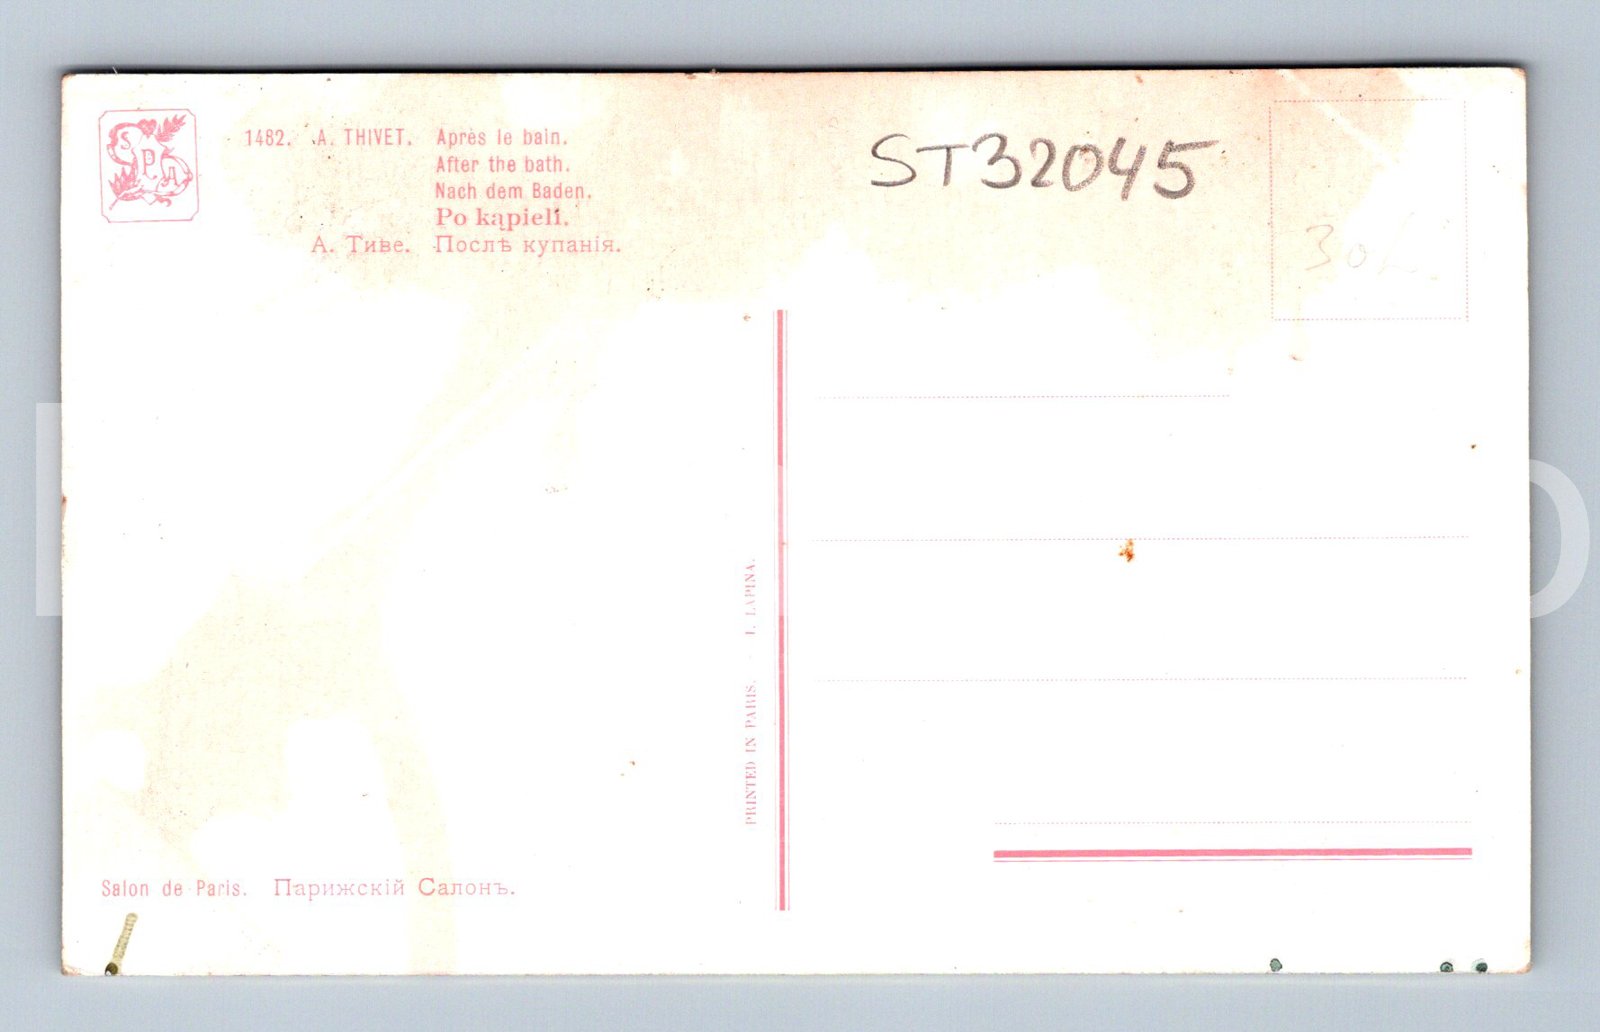 1482. A. THIVET. Après le bain.
After the bath.
Nach dem Baden.
Po kąpieli.
А. Тиве. Послѣ купанія.
ST32045
SPA
PRINTED IN PARIS. I. LAPINA.
Salon de Paris. Парижскій Салонъ.